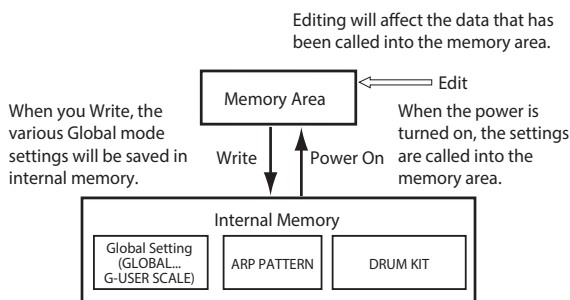 Editing will affect the data that has
been called into the memory area.
Memory Area
Edit
When you Write, the
various Global mode
settings will be saved in
internal memory.
Write
Power On
When the power is
turned on, the settings
are called into the
memory area.
Internal Memory
Global Setting
(GLOBAL...
G-USER SCALE)
ARP PATTERN
DRUM KIT